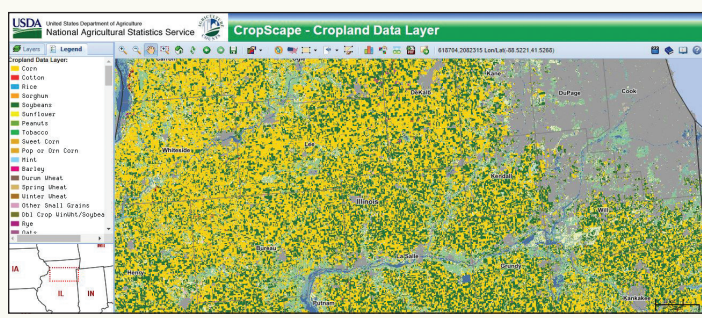 USDA United States Department of Agriculture
National Agricultural Statistics Service
CropScape - Cropland Data Layer
Layers Legend
618704,2082315 Lon/Lat(-88.5221,41.5268)
Cropland Data Layer:
Corn
Cotton
Rice
Sorghum
Soybeans
Sunflower
Peanuts
Tobacco
Sweet Corn
Pop or Orn Corn
Mint
Barley
Durum Wheat
Spring Wheat
Winter Wheat
Other Small Grains
Dbl Crop WinWht/Soybea
Rye
Oats
Kane
DeKalb
DuPage
Cook
Lee
Whiteside
Kendall
Illinois
Will
Bureau
La Salle
Grundy
Henry
Putnam
Kankakee
IA
IL
IN